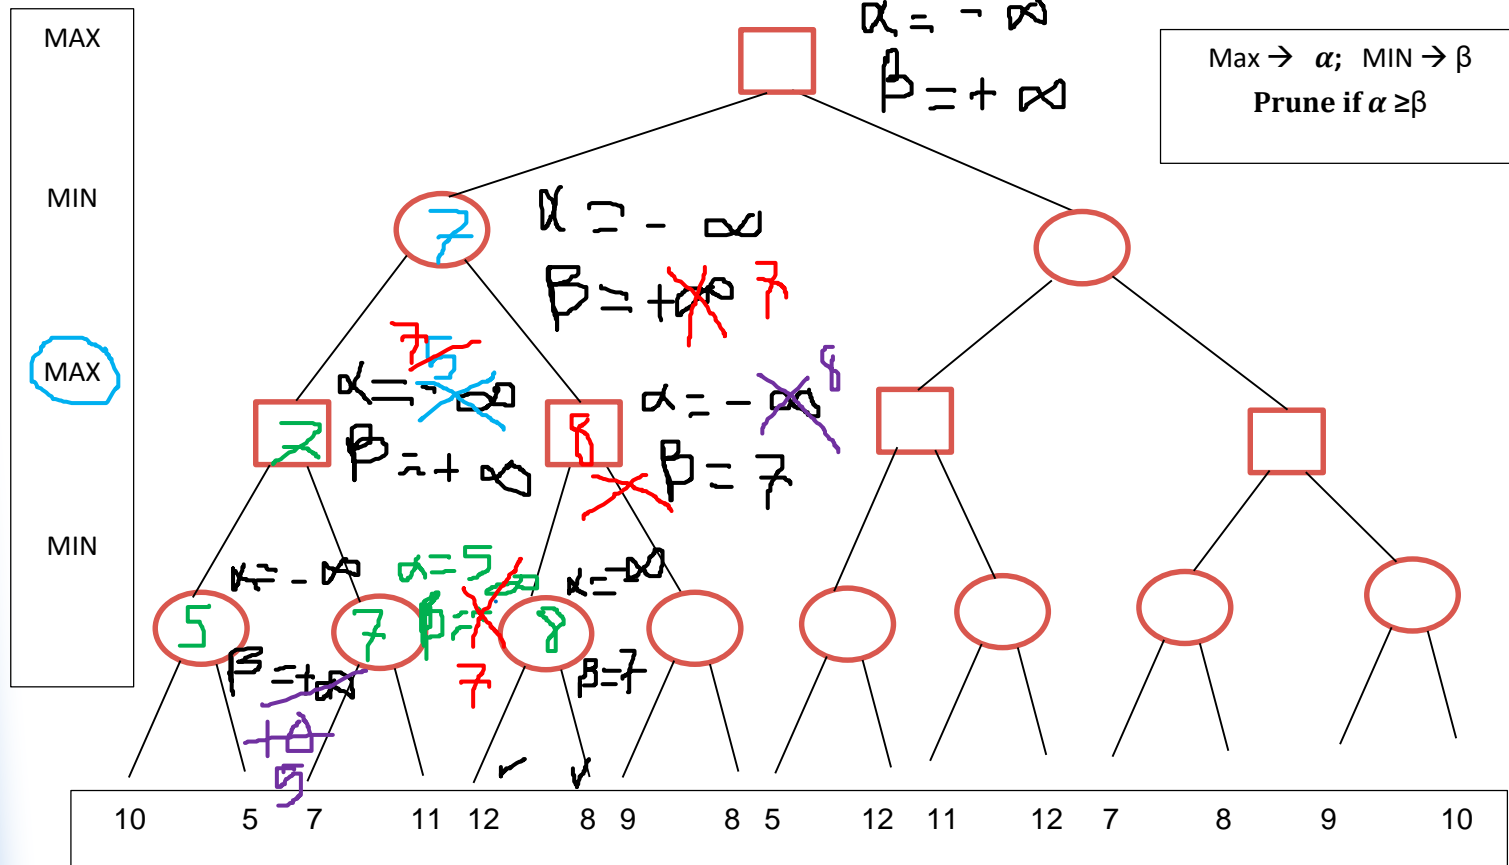 MAX
α = - ∞
β = + ∞
Max → α; MIN → β
Prune if α ≥β
MIN
7
α = - ∞
β = +∞ 7
MAX
7 5
α = - ∞
β = + ∞
7
8
α = - ∞ 8
β = 7
MIN
α = - ∞
5
β = +∞
+10
5
α = 5
β = ∞
7
7
α = -∞
8
β = 7
✓ ✓
10 5 7 11 12 8 9 8 5 12 11 12 7 8 9 10